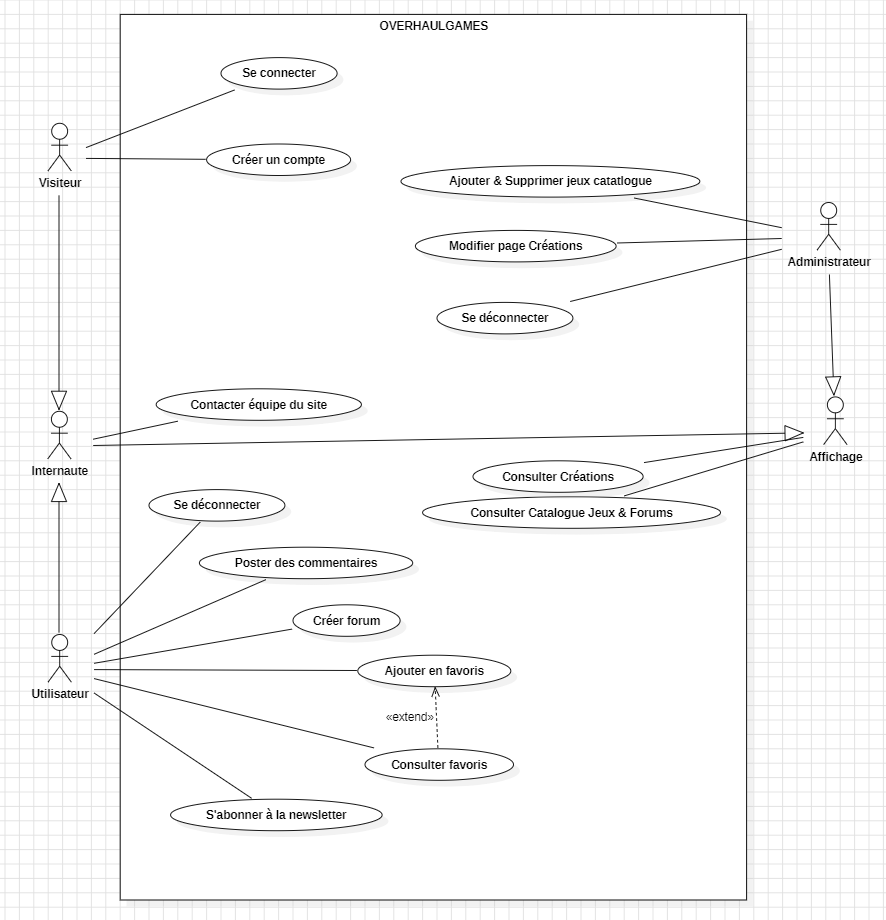 OVERHAULGAMES
Se connecter
Créer un compte
Visiteur
Ajouter & Supprimer jeux catatlogue
Modifier page Créations
Administrateur
Se déconnecter
Contacter équipe du site
Internaute
Affichage
Consulter Créations
Se déconnecter
Consulter Catalogue Jeux & Forums
Poster des commentaires
Créer forum
Ajouter en favoris
Utilisateur
«extend»
Consulter favoris
S'abonner à la newsletter